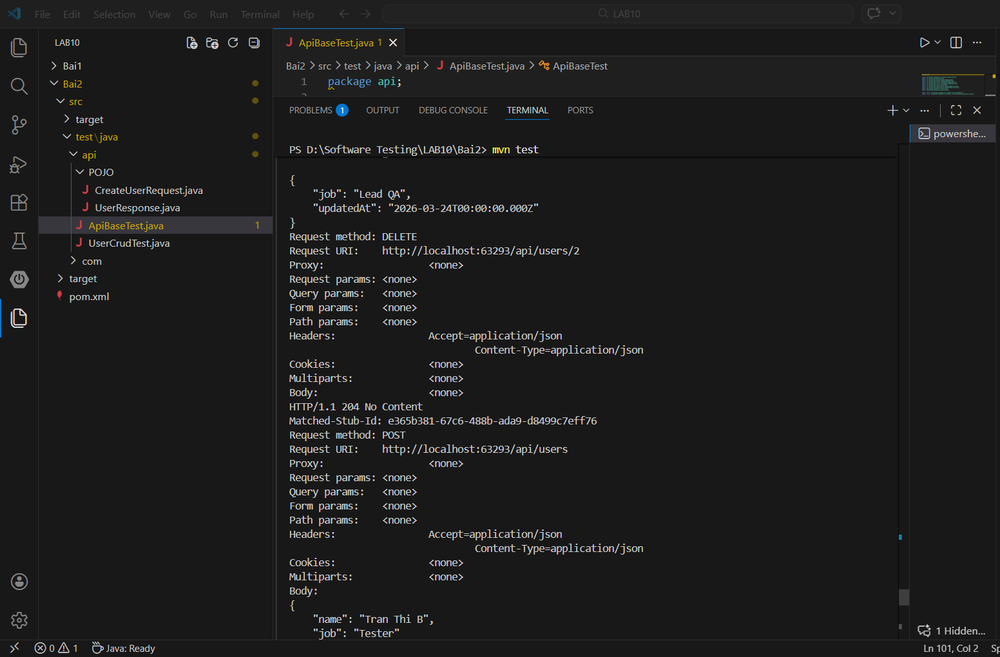 File Edit Selection View Go Run Terminal Help
LAB10
LAB10
Bai1
Bai2
src
target
test\java
api
POJO
CreateUserRequest.java
UserResponse.java
ApiBaseTest.java 1
UserCrudTest.java
com
target
pom.xml
ApiBaseTest.java 1
Bai2 > src > test > java > api > ApiBaseTest.java > ApiBaseTest
1 package api;
PROBLEMS 1 OUTPUT DEBUG CONSOLE TERMINAL PORTS
powershe...
PS D:\Software Testing\LAB10\Bai2> mvn test
{
"job": "Lead QA",
"updatedAt": "2026-03-24T00:00:00.000Z"
}
Request method: DELETE
Request URI: http://localhost:63293/api/users/2
Proxy: <none>
Request params: <none>
Query params: <none>
Form params: <none>
Path params: <none>
Headers: Accept=application/json
Content-Type=application/json
Cookies: <none>
Multiparts: <none>
Body: <none>
HTTP/1.1 204 No Content
Matched-Stub-Id: e365b381-67c6-488b-ada9-d8499c7eff76
Request method: POST
Request URI: http://localhost:63293/api/users
Proxy: <none>
Request params: <none>
Query params: <none>
Form params: <none>
Path params: <none>
Headers: Accept=application/json
Content-Type=application/json
Cookies: <none>
Multiparts: <none>
Body:
{
"name": "Tran Thi B",
"job": "Tester"
1 Hidden...
0 1 Java: Ready
Ln 101, Col 2 Sp